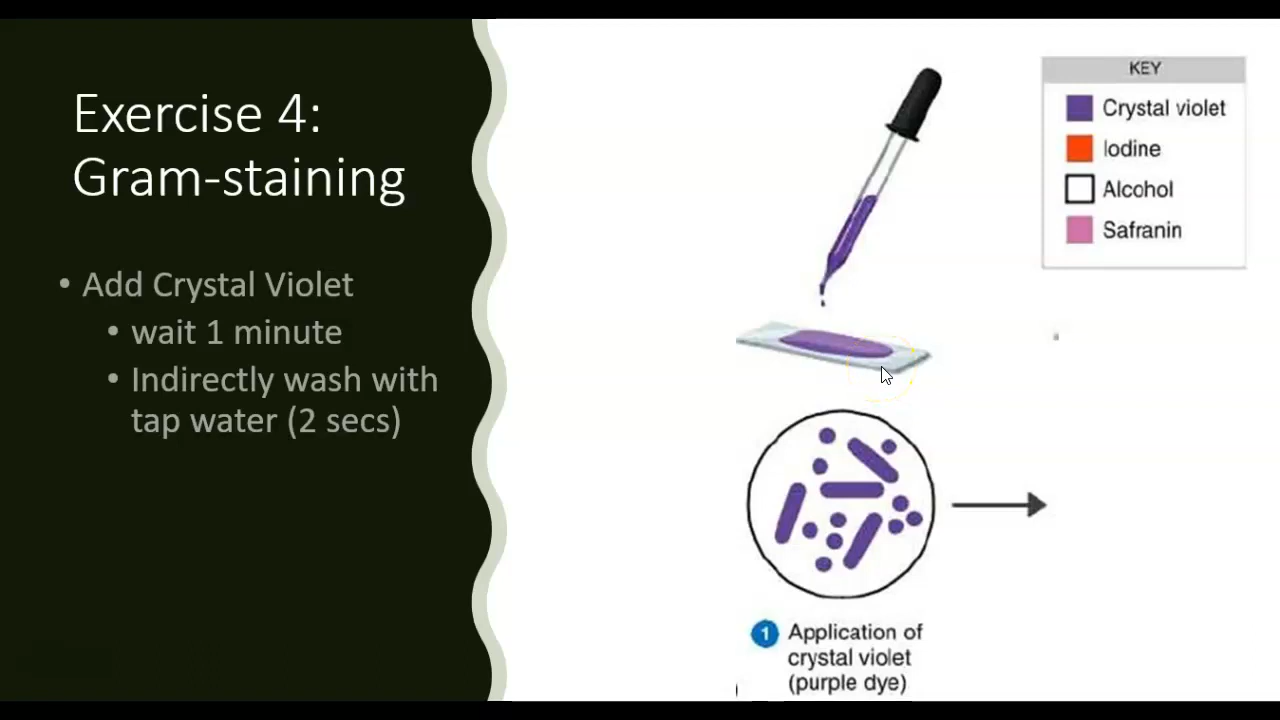 Exercise 4:
Gram-staining
• Add Crystal Violet
• wait 1 minute
• Indirectly wash with
tap water (2 secs)
KEY
Crystal violet
Iodine
Alcohol
Safranin
1 Application of
crystal violet
(purple dye)